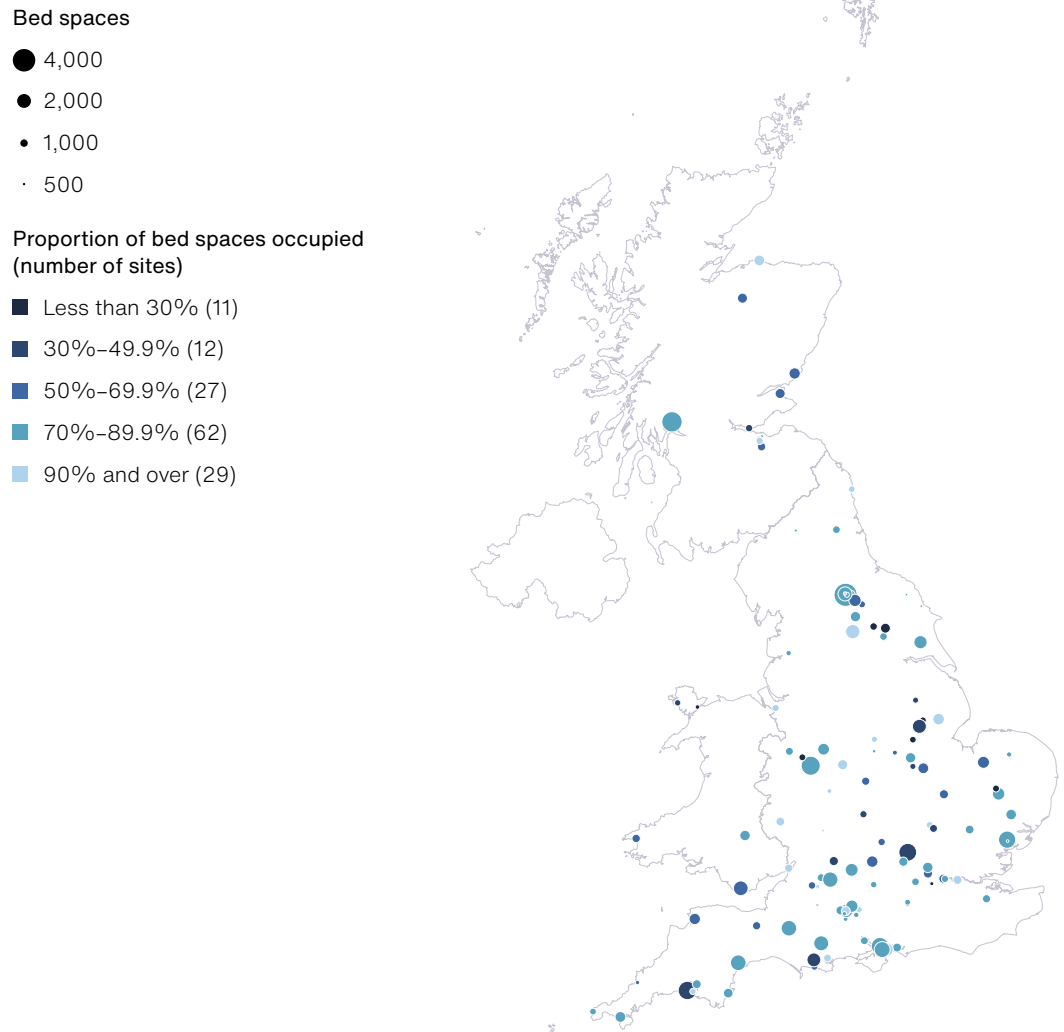 Bed spaces
4,000
2,000
1,000
500
Proportion of bed spaces occupied
(number of sites)
Less than 30% (11)
30%–49.9% (12)
50%–69.9% (27)
70%–89.9% (62)
90% and over (29)